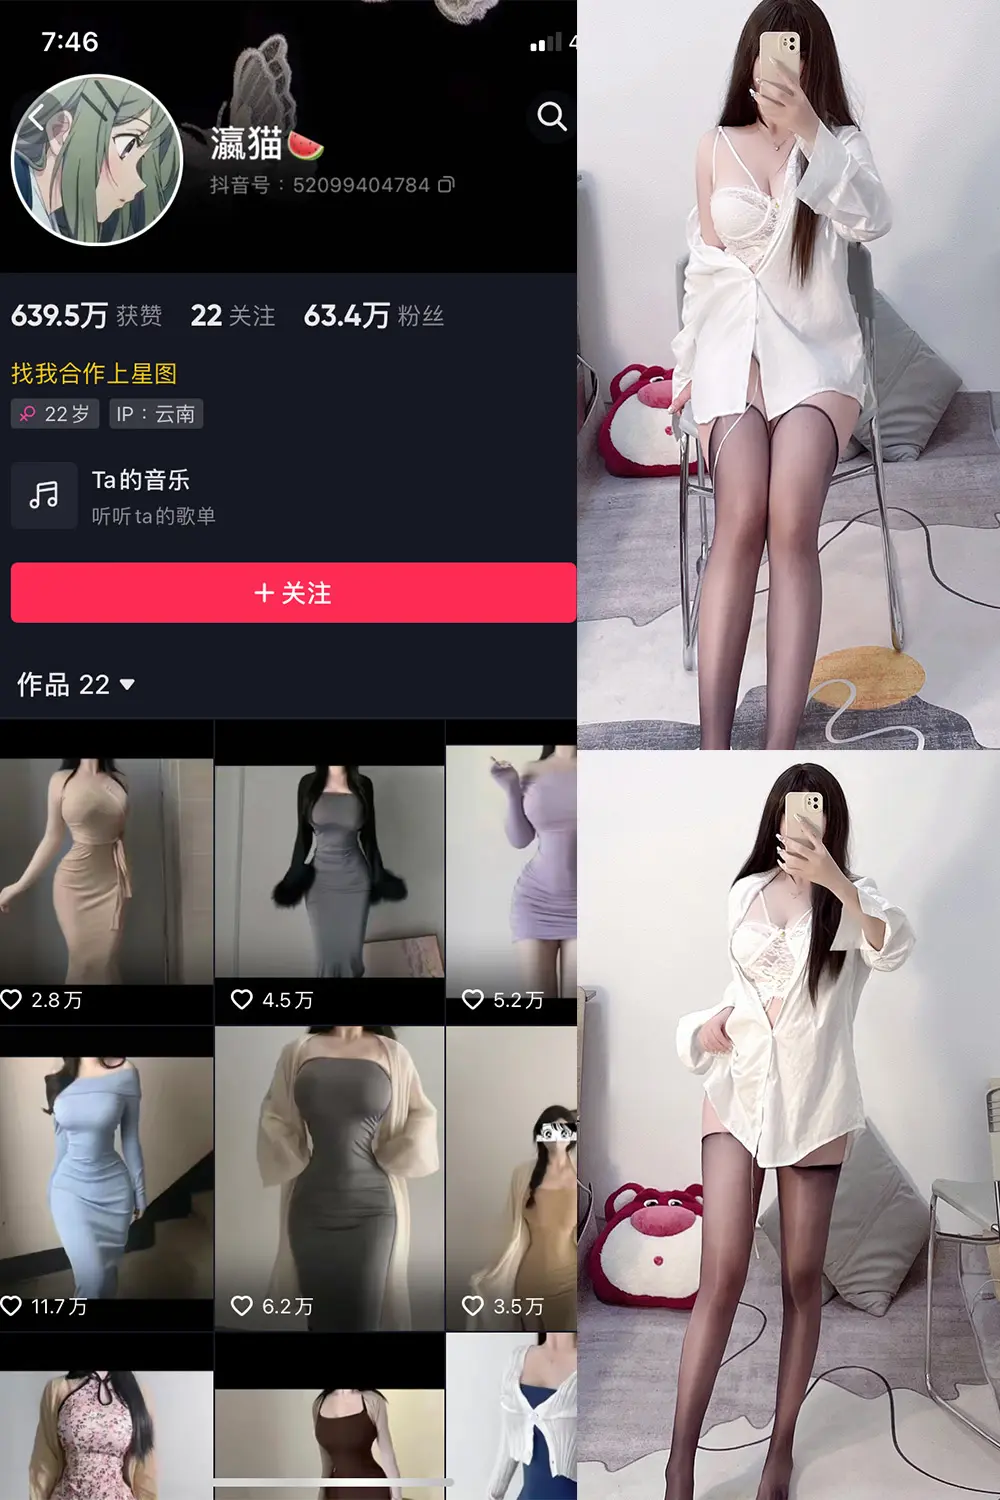 7:46
4
瀛猫🍉
抖音号：52099404784
639.5万 获赞 22 关注 63.4万 粉丝
找我合作上星图
22岁 IP：云南
Ta的音乐
听听ta的歌单
+ 关注
作品 22
2.8万 4.5万 5.2万
11.7万 6.2万 3.5万